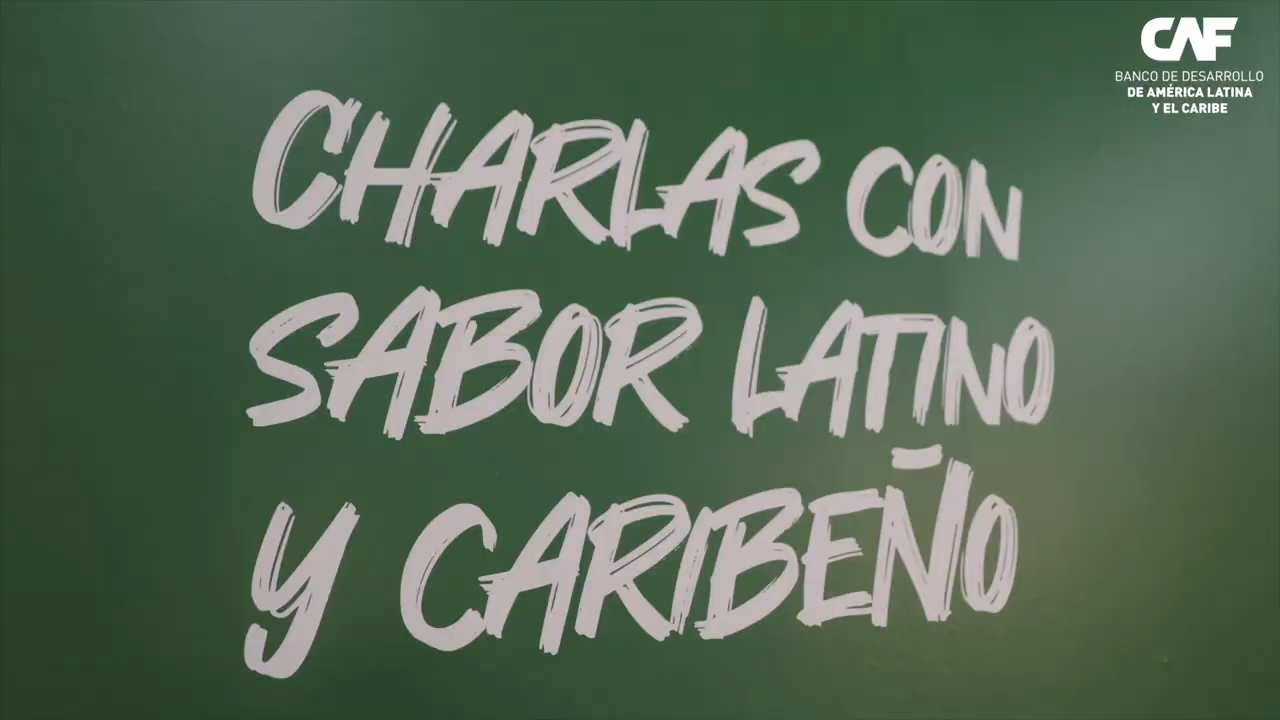 CAF
BANCO DE DESARROLLO
DE AMÉRICA LATINA
Y EL CARIBE
CHARLAS CON
SABOR LATINO
Y CARIBEÑO